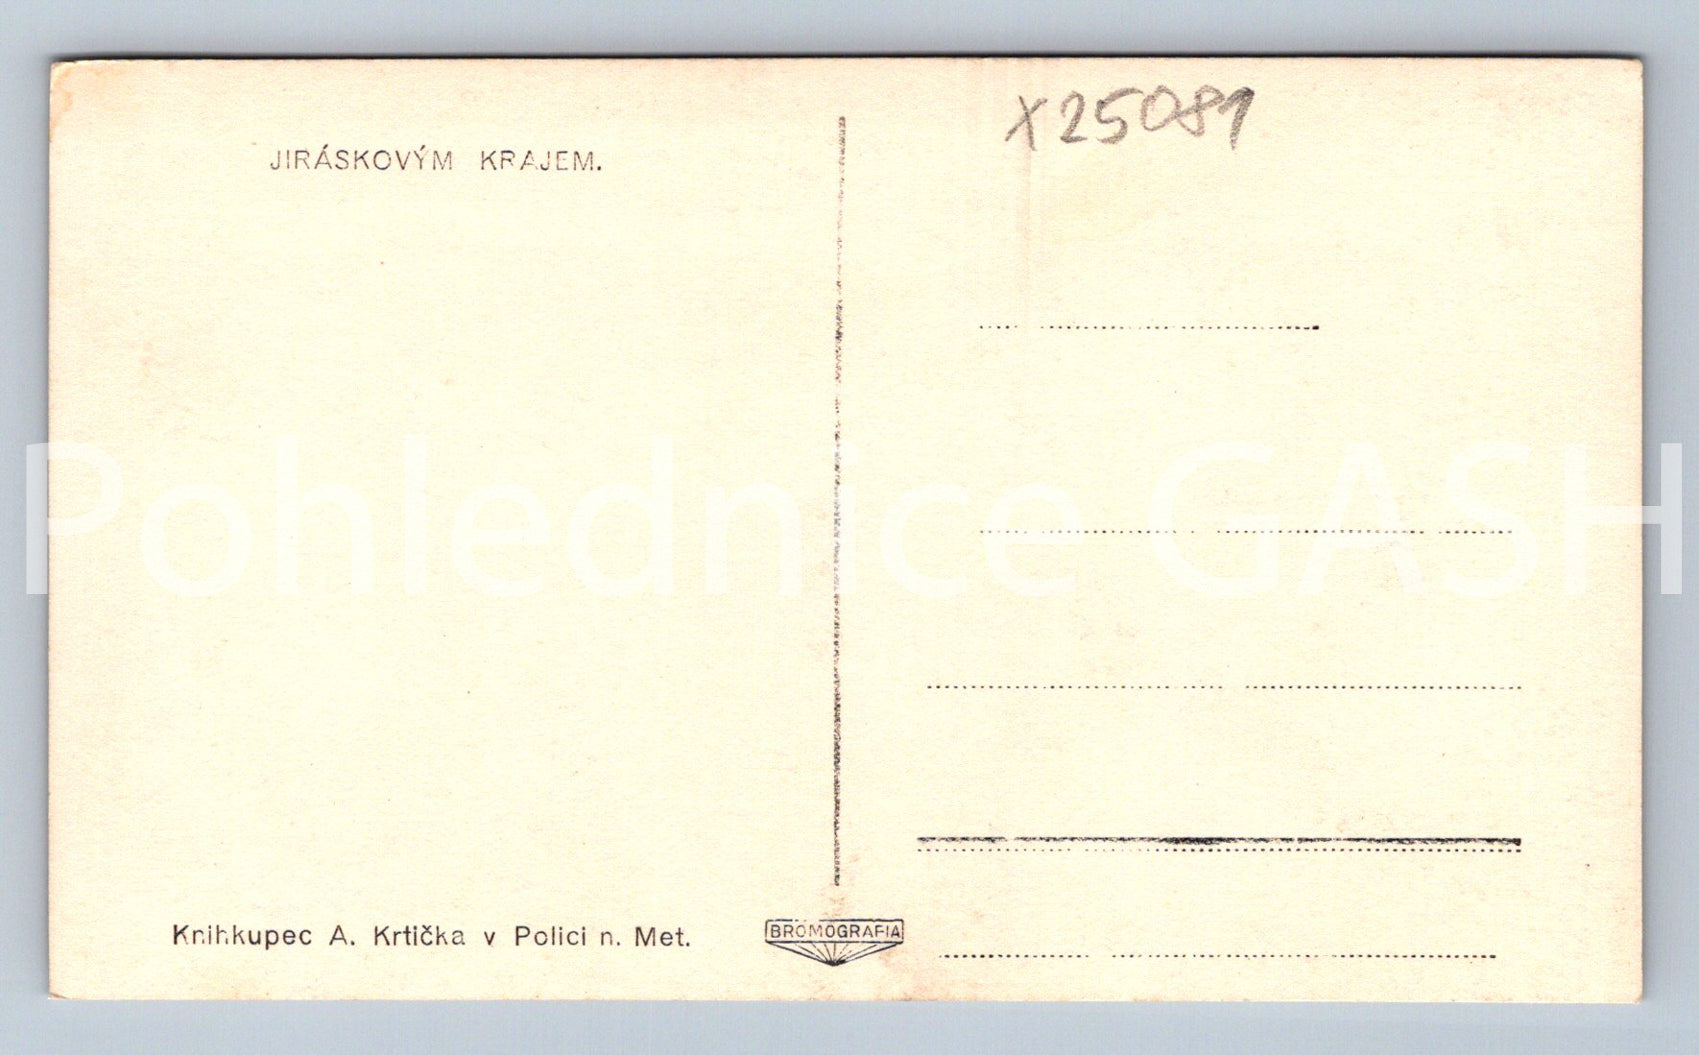 X25081
JIRÁSKOVÝM KRAJEM.
Pohlednice GASH
Knihkupec A. Krtička v Polici n. Met.
BROMOGRAFIA